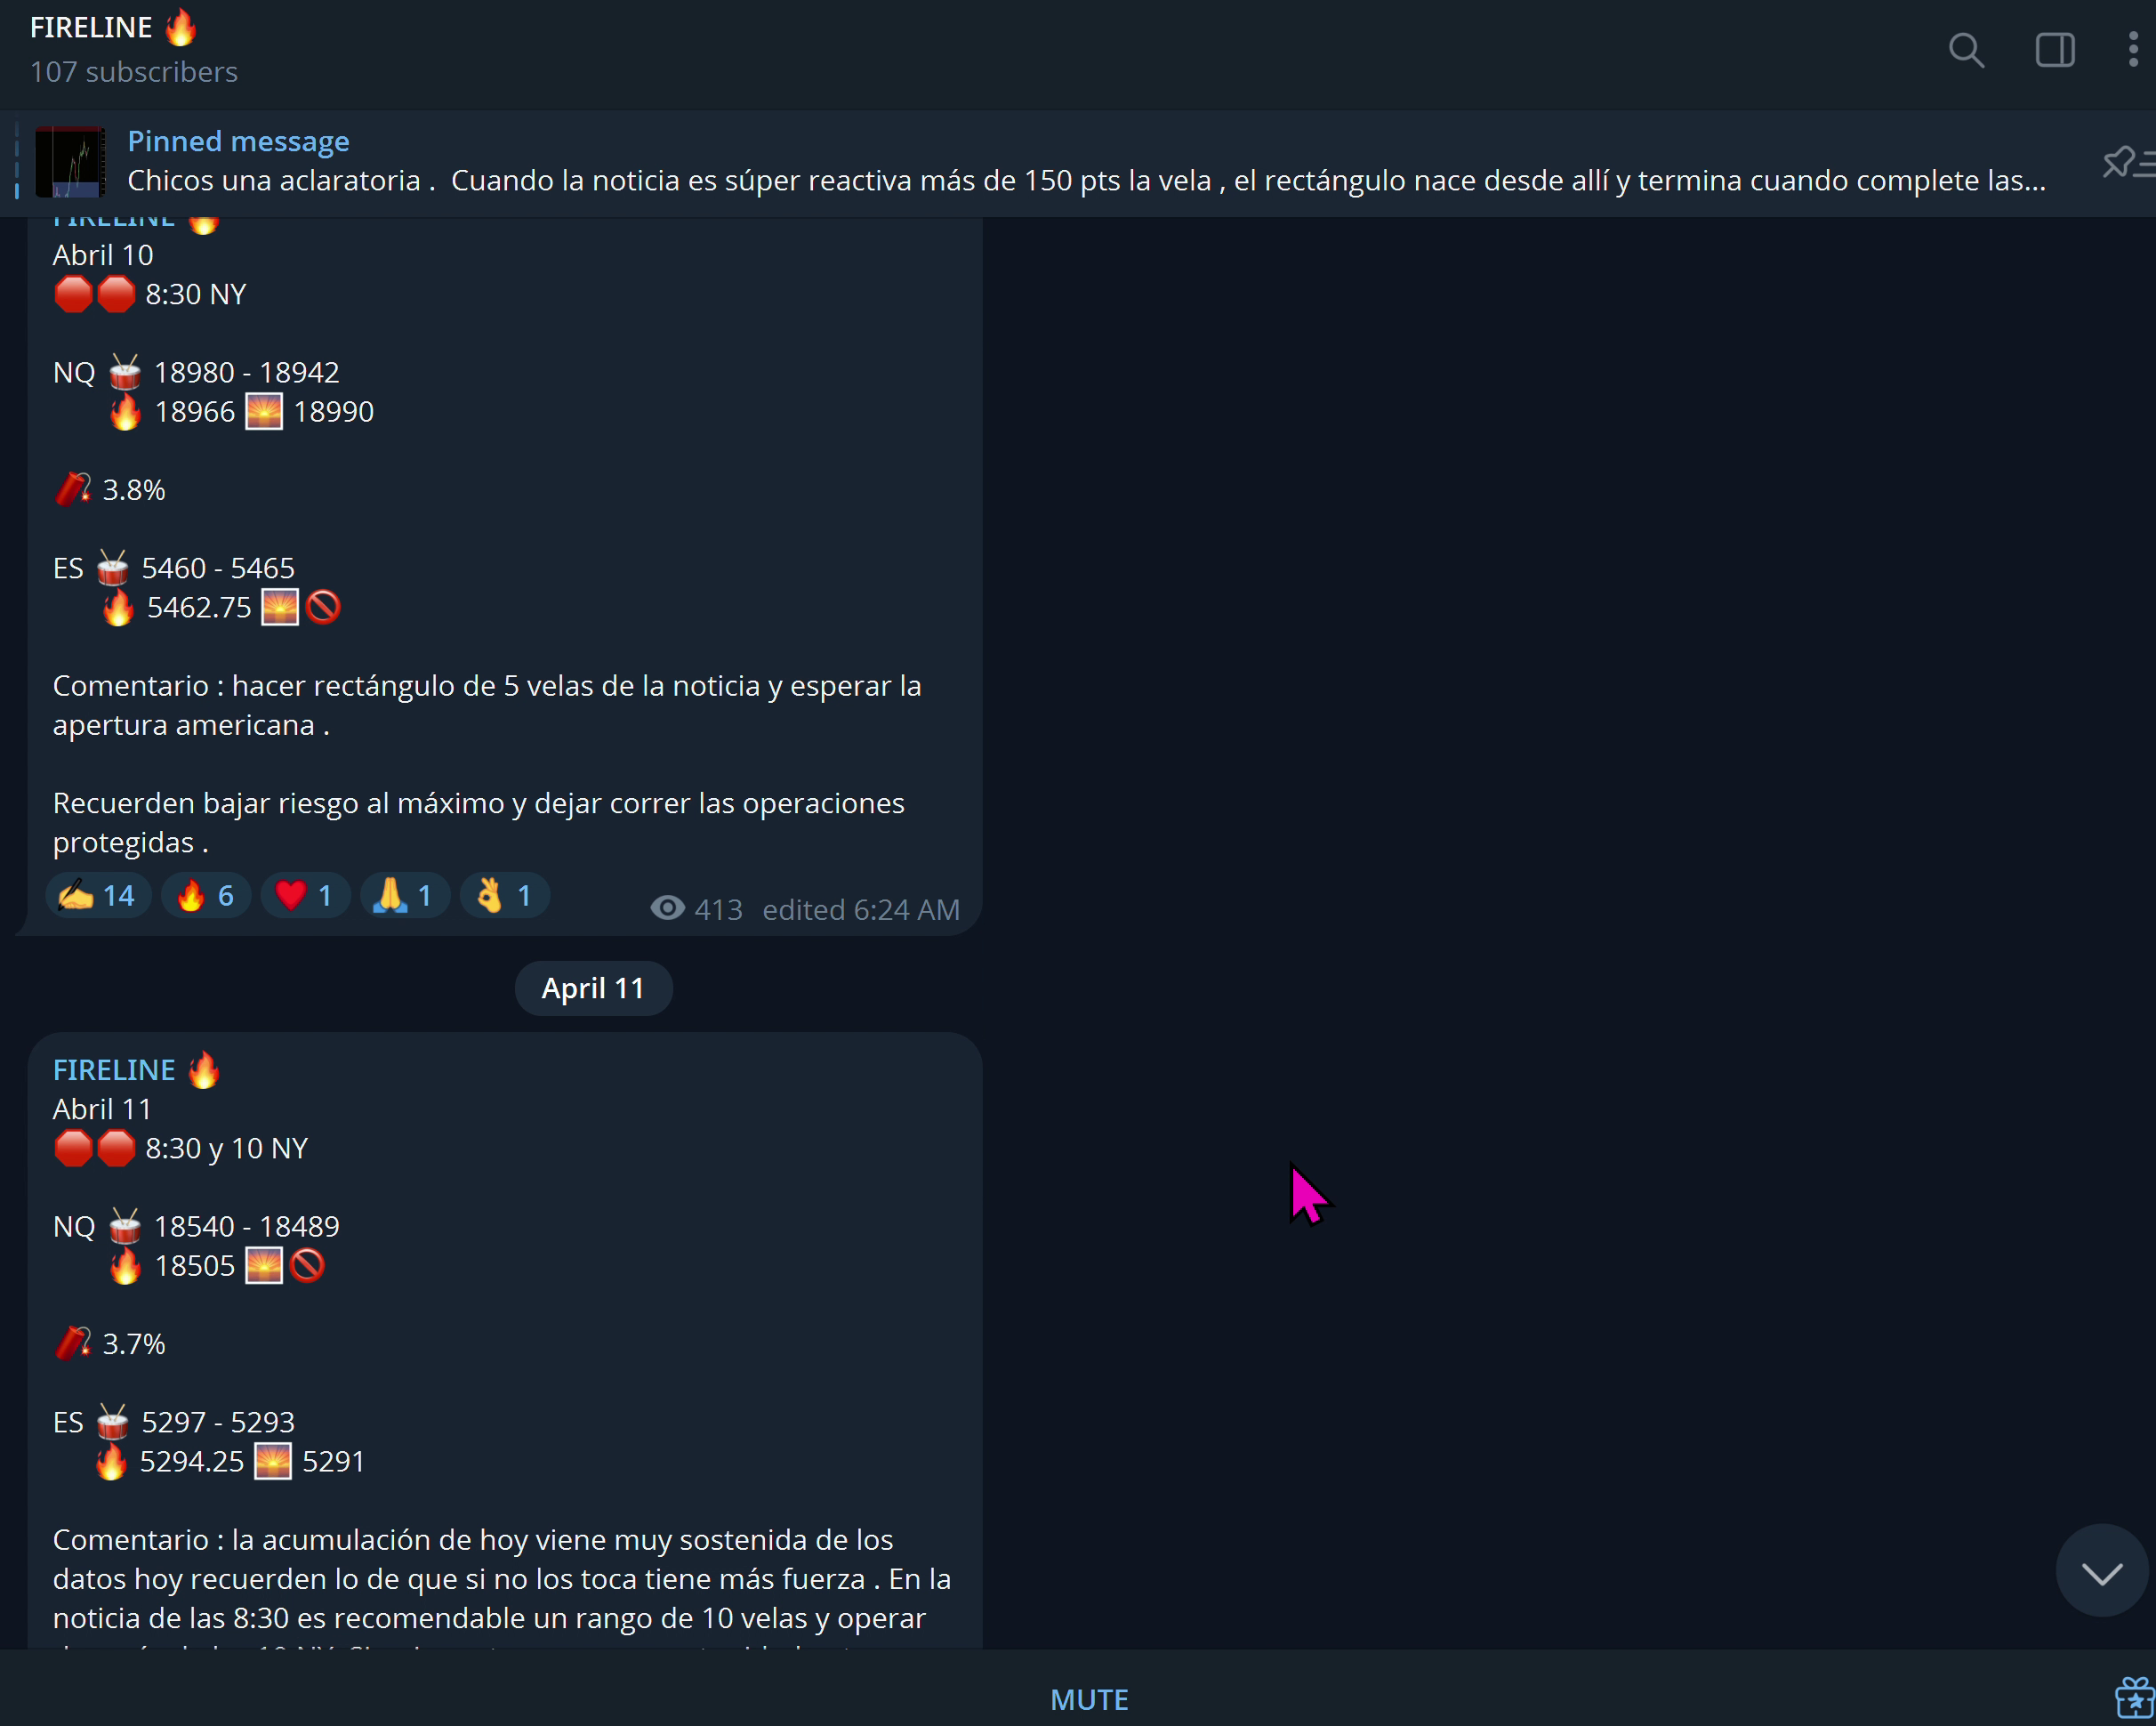 FIRELINE 🔥
107 subscribers
Pinned message
Chicos una aclaratoria . Cuando la noticia es súper reactiva más de 150 pts la vela , el rectángulo nace desde allí y termina cuando complete las...
FIRELINE 🔥
Abril 10
🛑🛑 8:30 NY
NQ 🥁 18980 - 18942
🔥 18966 🌅 18990
🧨 3.8%
ES 🥁 5460 - 5465
🔥 5462.75 🌅🚫
Comentario : hacer rectángulo de 5 velas de la noticia y esperar la
apertura americana .
Recuerden bajar riesgo al máximo y dejar correr las operaciones
protegidas .
✍️ 14 🔥 6 ❤️ 1 🙏 1 👌 1 413 edited 6:24 AM
April 11
FIRELINE 🔥
Abril 11
🛑🛑 8:30 y 10 NY
NQ 🥁 18540 - 18489
🔥 18505 🌅🚫
🧨 3.7%
ES 🥁 5297 - 5293
🔥 5294.25 🌅 5291
Comentario : la acumulación de hoy viene muy sostenida de los
datos hoy recuerden lo de que si no los toca tiene más fuerza . En la
noticia de las 8:30 es recomendable un rango de 10 velas y operar
MUTE